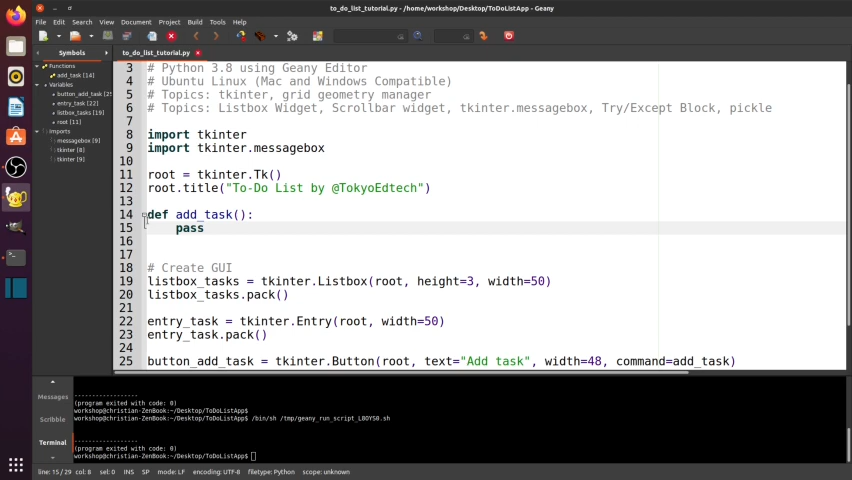 to_do_list_tutorial.py - /home/workshop/Desktop/ToDoListApp - Geany
File Edit Search View Document Project Build Tools Help
Symbols
to_do_list_tutorial.py
Functions
add_task [14]
Variables
button_add_task [25
entry_task [22]
listbox_tasks [19]
root [11]
Imports
messagebox [9]
tkinter [8]
tkinter [9]
3 # Python 3.8 using Geany Editor
4 # Ubuntu Linux (Mac and Windows Compatible)
5 # Topics: tkinter, grid geometry manager
6 # Topics: Listbox Widget, Scrollbar widget, tkinter.messagebox, Try/Except Block, pickle
7
8 import tkinter
9 import tkinter.messagebox
10
11 root = tkinter.Tk()
12 root.title("To-Do List by @TokyoEdtech")
13
14 def add_task():
15 pass
16
17
18 # Create GUI
19 listbox_tasks = tkinter.Listbox(root, height=3, width=50)
20 listbox_tasks.pack()
21
22 entry_task = tkinter.Entry(root, width=50)
23 entry_task.pack()
24
25 button_add_task = tkinter.Button(root, text="Add task", width=48, command=add_task)
Messages
Scribble
Terminal
------------------
(program exited with code: 0)
workshop@christian-ZenBook:~/Desktop/ToDoListApp$ /bin/sh /tmp/geany_run_script_L8OYS0.sh
------------------
(program exited with code: 0)
workshop@christian-ZenBook:~/Desktop/ToDoListApp$
line: 15 / 29 col: 8 sel: 0 INS SP mode: LF encoding: UTF-8 filetype: Python scope: unknown